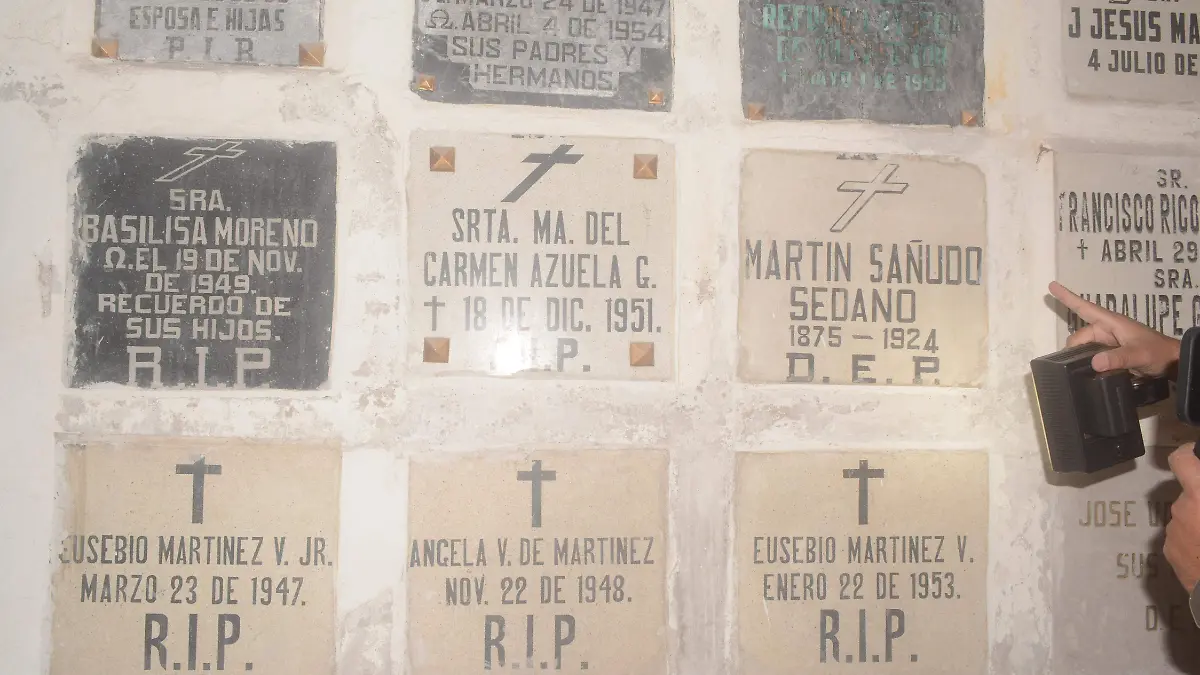 ESPOSA E HIJAS
P.I.R
MARZO 24 DE 1947
Ω ABRIL 4 DE 1954
SUS PADRES Y
HERMANOS
J JESUS MA
4 JULIO DE
SRA.
BASILISA MORENO
Ω.EL 19 DE NOV.
DE 1949.
RECUERDO DE
SUS HIJOS.
R.I.P
SRTA. MA. DEL
CARMEN AZUELA G.
† 18 DE DIC. 1951.
R.I.P.
MARTIN SAÑUDO
SEDANO
1875 — 1924
D. E. P.
SR.
FRANCISCO RICO
† ABRIL 29
SRA.
GUADALUPE
EUSEBIO MARTINEZ V. JR.
MARZO 23 DE 1947.
R.I.P.
ANGELA V. DE MARTINEZ
NOV. 22 DE 1948.
R.I.P.
EUSEBIO MARTINEZ V.
ENERO 22 DE 1953.
R.I.P.
JOSE
SUS
D.E.